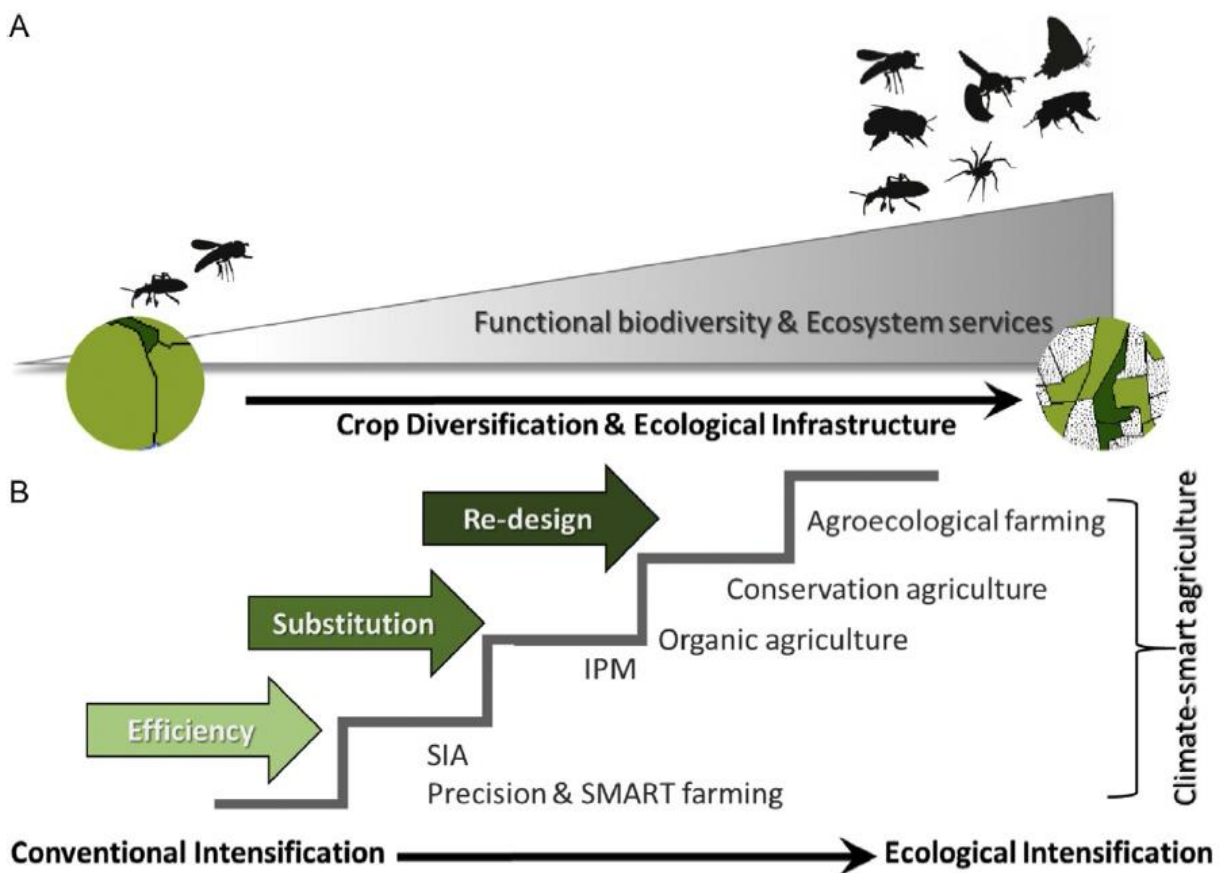 A
Functional biodiversity & Ecosystem services
Crop Diversification & Ecological Infrastructure
B
Re-design
Agroecological farming
Conservation agriculture
Substitution
Organic agriculture
IPM
Efficiency
SIA
Precision & SMART farming
Climate-smart agriculture
Conventional Intensification
Ecological Intensification